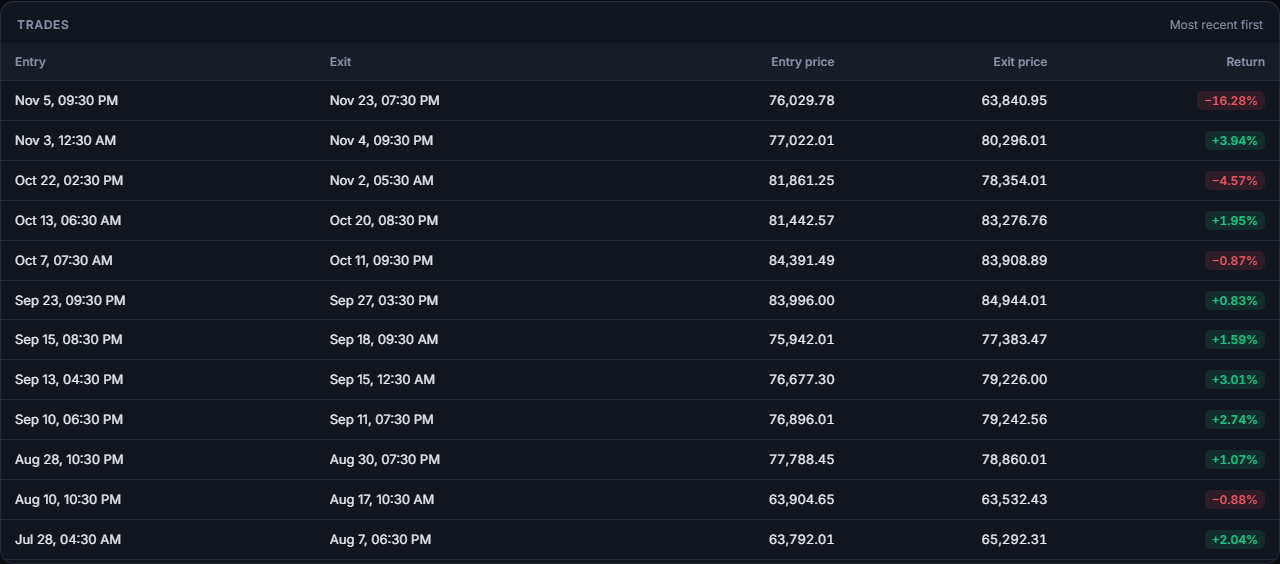 TRADES Most recent first
Entry Exit Entry price Exit price Return
Nov 5, 09:30 PM Nov 23, 07:30 PM 76,029.78 63,840.95 −16.28%
Nov 3, 12:30 AM Nov 4, 09:30 PM 77,022.01 80,296.01 +3.94%
Oct 22, 02:30 PM Nov 2, 05:30 AM 81,861.25 78,354.01 −4.57%
Oct 13, 06:30 AM Oct 20, 08:30 PM 81,442.57 83,276.76 +1.95%
Oct 7, 07:30 AM Oct 11, 09:30 PM 84,391.49 83,908.89 −0.87%
Sep 23, 09:30 PM Sep 27, 03:30 PM 83,996.00 84,944.01 +0.83%
Sep 15, 08:30 PM Sep 18, 09:30 AM 75,942.01 77,383.47 +1.59%
Sep 13, 04:30 PM Sep 15, 12:30 AM 76,677.30 79,226.00 +3.01%
Sep 10, 06:30 PM Sep 11, 07:30 PM 76,896.01 79,242.56 +2.74%
Aug 28, 10:30 PM Aug 30, 07:30 PM 77,788.45 78,860.01 +1.07%
Aug 10, 10:30 PM Aug 17, 10:30 AM 63,904.65 63,532.43 −0.88%
Jul 28, 04:30 AM Aug 7, 06:30 PM 63,792.01 65,292.31 +2.04%